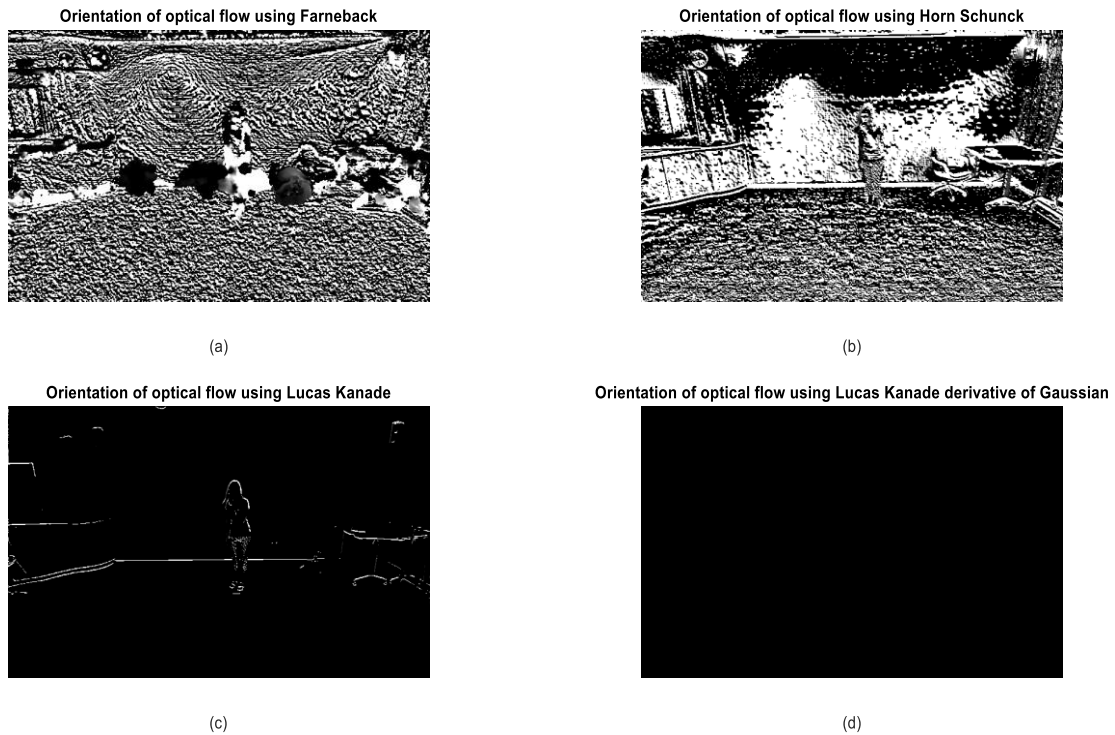 Orientation of optical flow using Farneback
Orientation of optical flow using Horn Schunck
(a)
(b)
Orientation of optical flow using Lucas Kanade
Orientation of optical flow using Lucas Kanade derivative of Gaussian
(c)
(d)